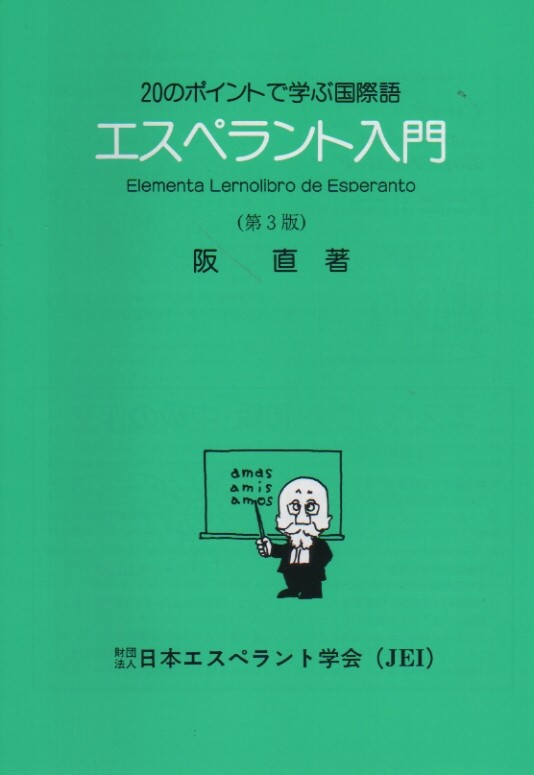 20のポイントで学ぶ国際語
エスペラント入門
Elementa Lernolibro de Esperanto
(第3版)
阪 直 著
amas
amis
amos
財団法人 日本エスペラント学会 (JEI)